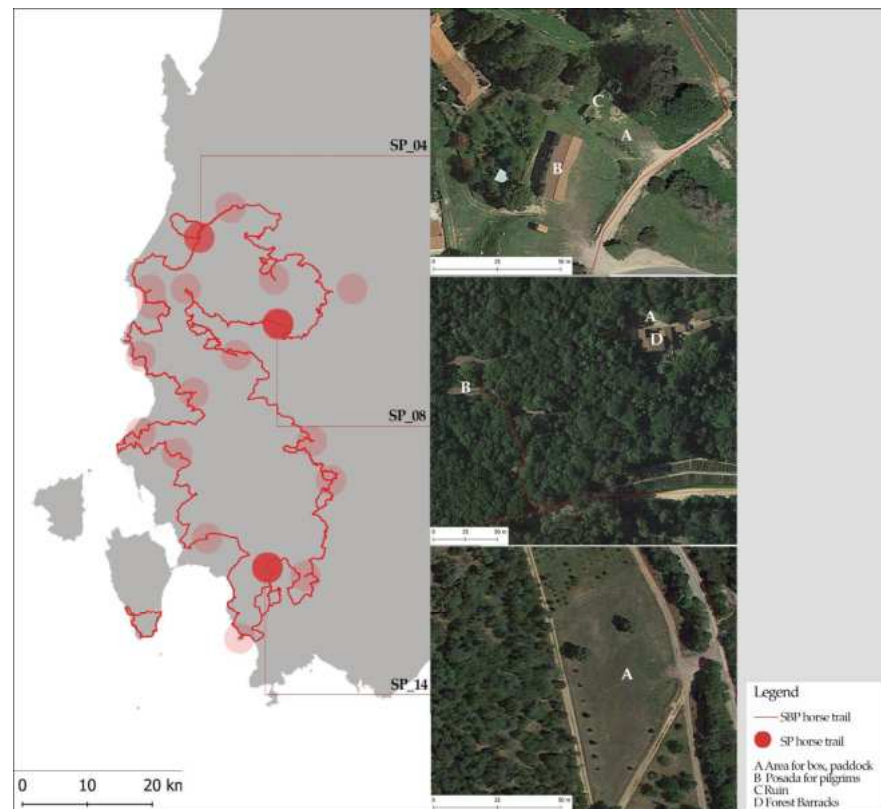 SP_04
C
A
B
A
D
B
SP_08
A
SP_14
Legend
SBP horse trail
SP horse trail
A Area for box, paddock
B Posada for pilgrims
C Ruin
D Forest Barracks
0 10 20 km